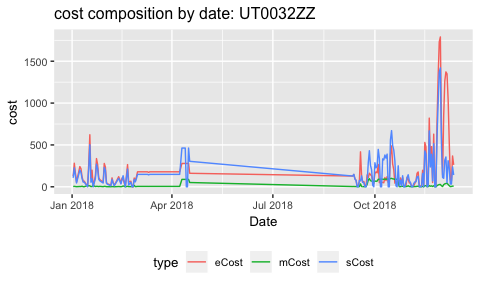 cost composition by date: UT0032ZZ
cost
1500
1000
500
0
Jan 2018 Apr 2018 Jul 2018 Oct 2018
Date
type eCost mCost sCost